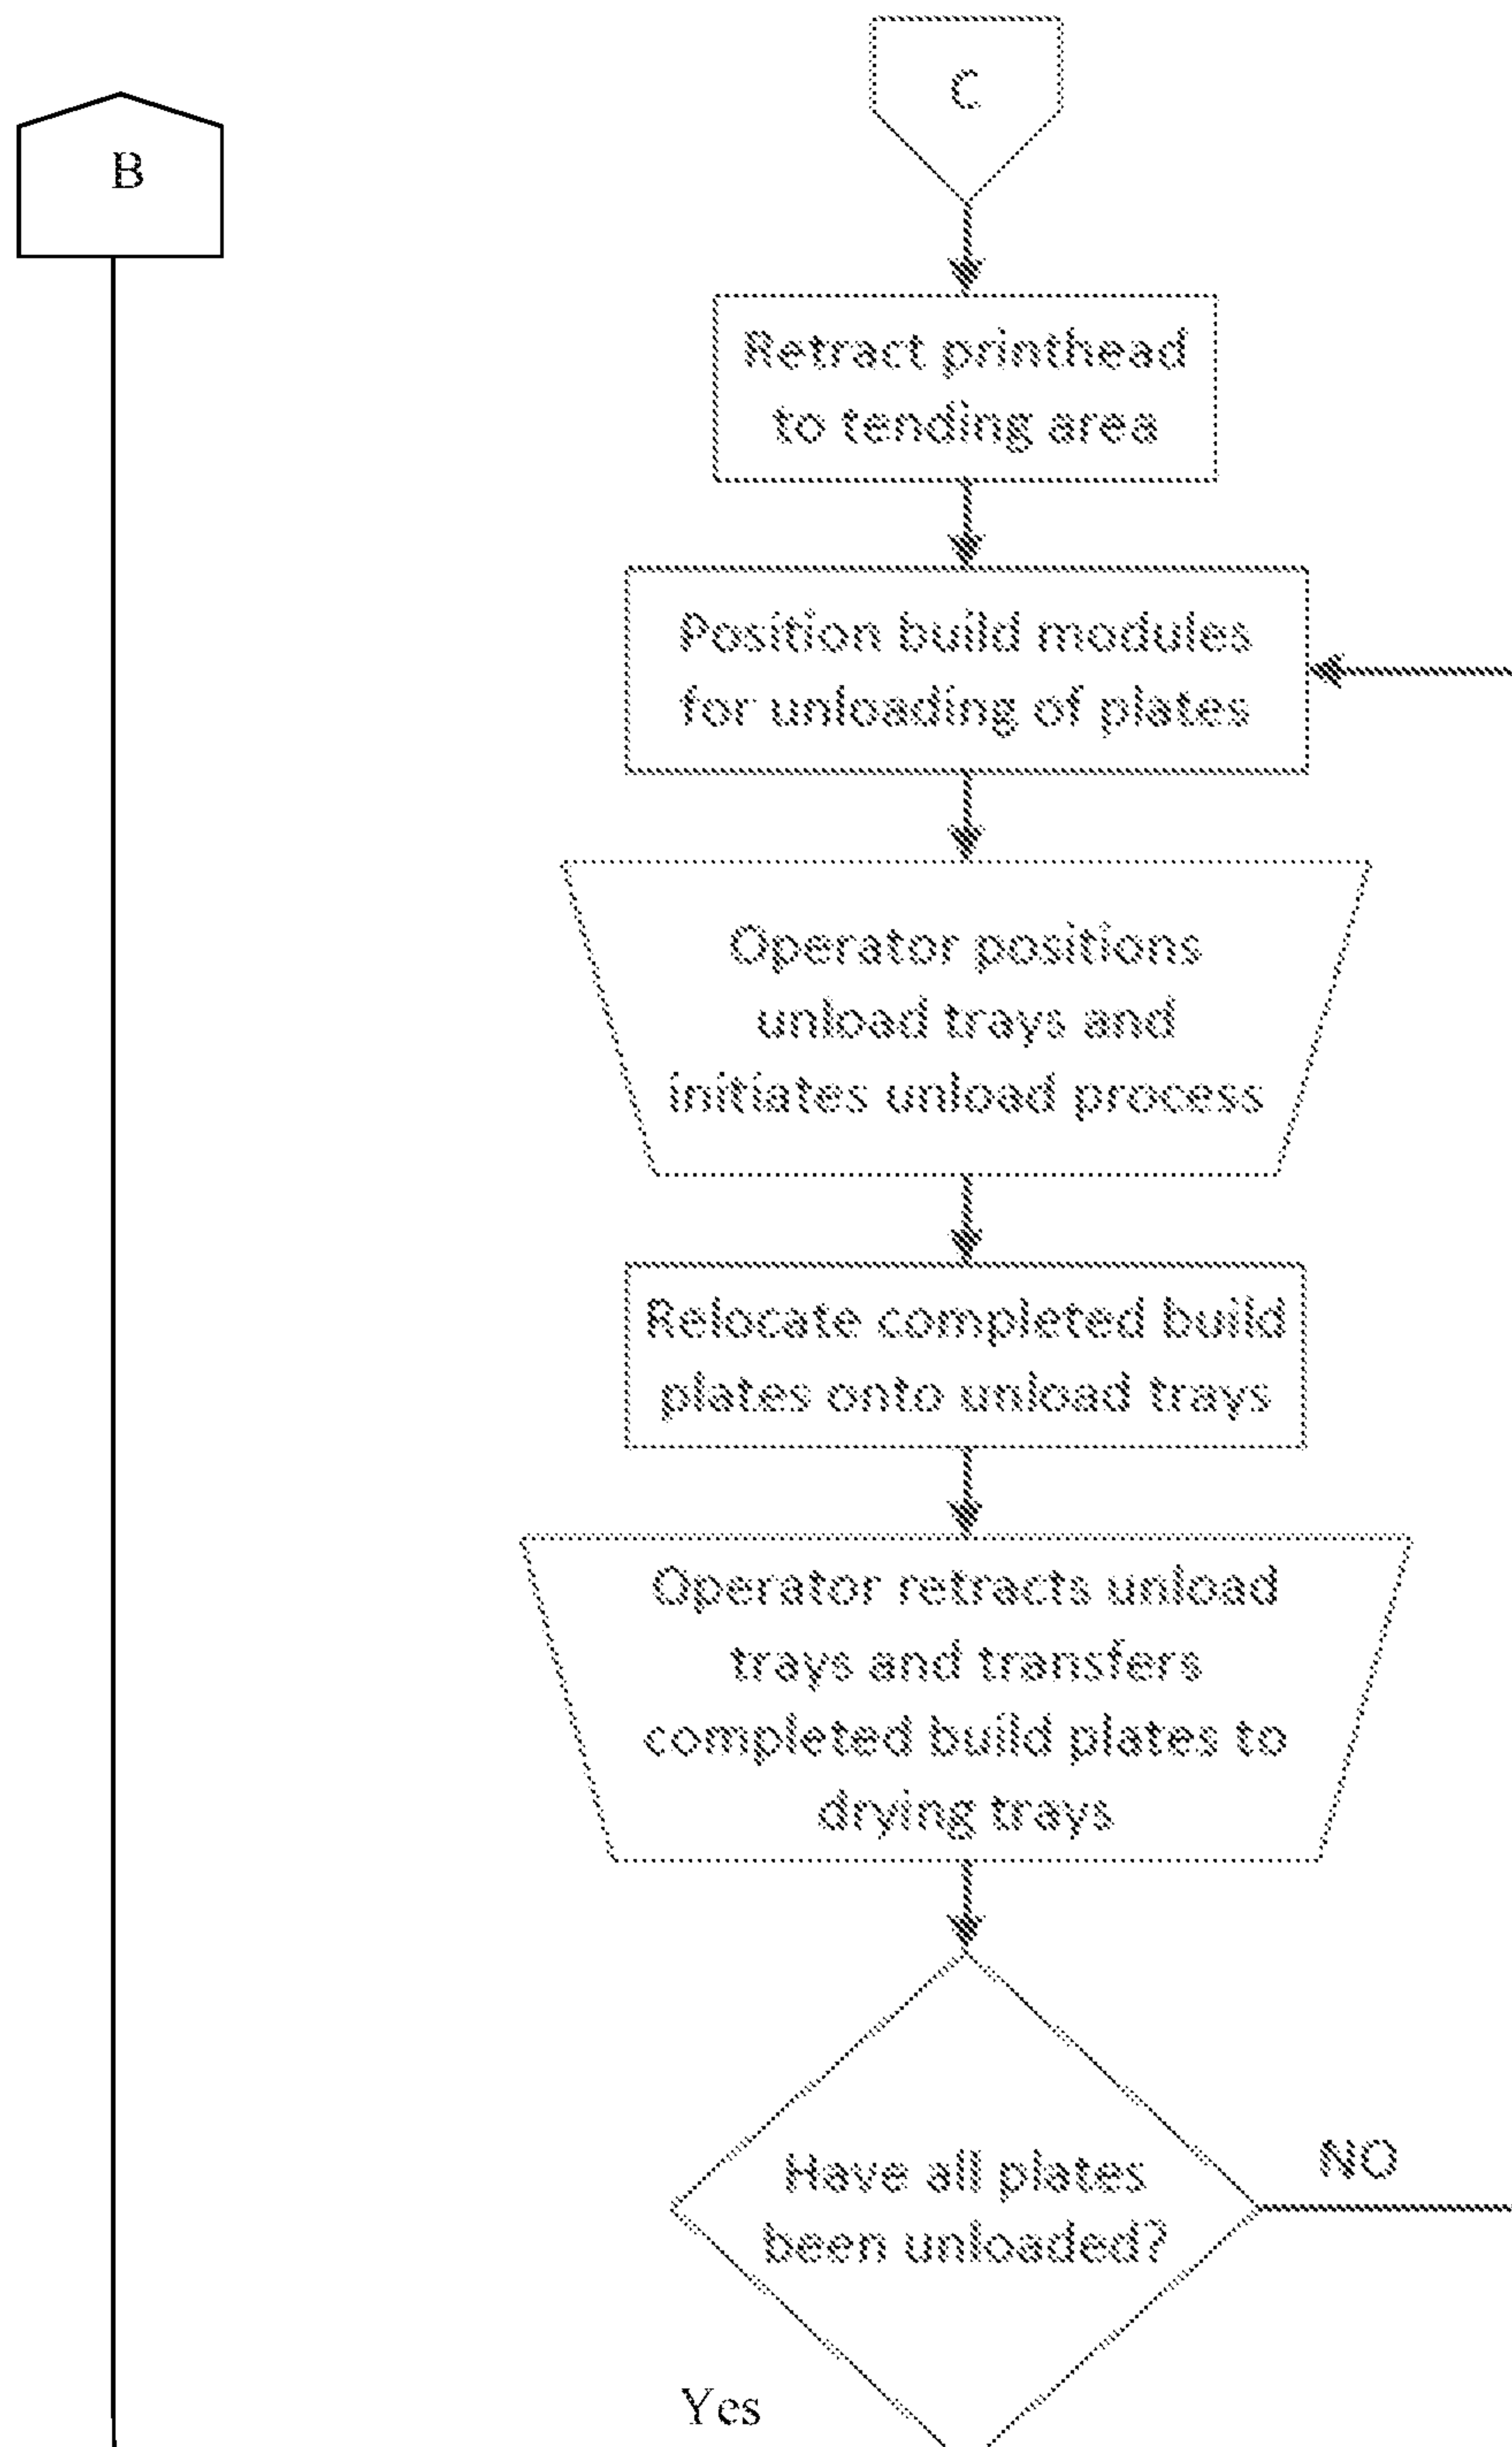 C
B
Retract printhead
to tending area
Position build modules
for unloading of plates
Operator positions
unload trays and
initiates unload process
Relocate completed build
plates onto unload trays
Operator retracts unload
trays and transfers
completed build plates to
drying trays
Have all plates
been unloaded?
NO
Yes